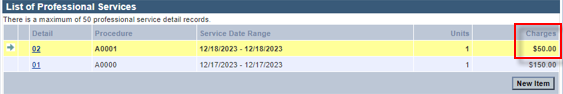 List of Professional Services
There is a maximum of 50 professional service detail records.
Detail Procedure Service Date Range Units Charges
02 A0001 12/18/2023 - 12/18/2023 1 $50.00
01 A0000 12/17/2023 - 12/17/2023 1 $150.00
New Item